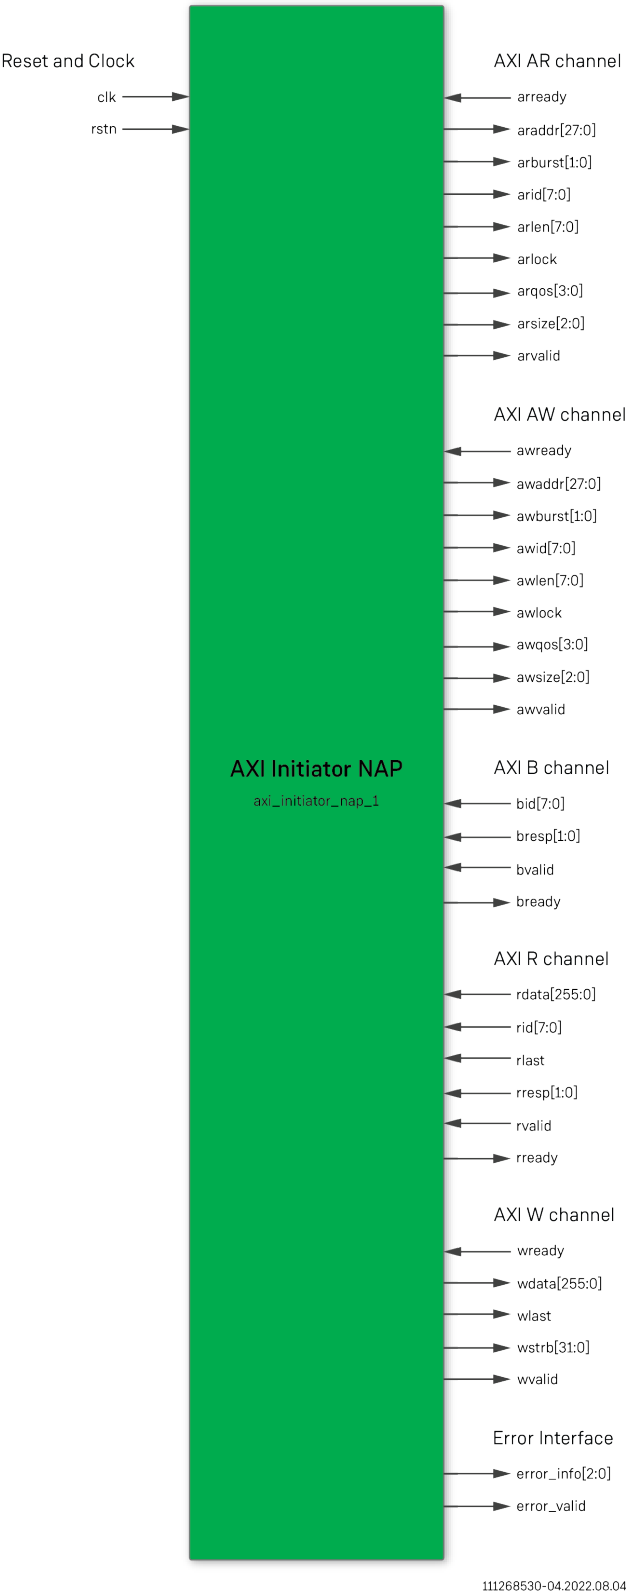 Reset and Clock
clk
rstn
AXI Initiator NAP
axi_initiator_nap_1
AXI AR channel
arready
araddr[27:0]
arburst[1:0]
arid[7:0]
arlen[7:0]
arlock
arqos[3:0]
arsize[2:0]
arvalid
AXI AW channel
awready
awaddr[27:0]
awburst[1:0]
awid[7:0]
awlen[7:0]
awlock
awqos[3:0]
awsize[2:0]
awvalid
AXI B channel
bid[7:0]
bresp[1:0]
bvalid
bready
AXI R channel
rdata[255:0]
rid[7:0]
rlast
rresp[1:0]
rvalid
rready
AXI W channel
wready
wdata[255:0]
wlast
wstrb[31:0]
wvalid
Error Interface
error_info[2:0]
error_valid
111268530-04.2022.08.04